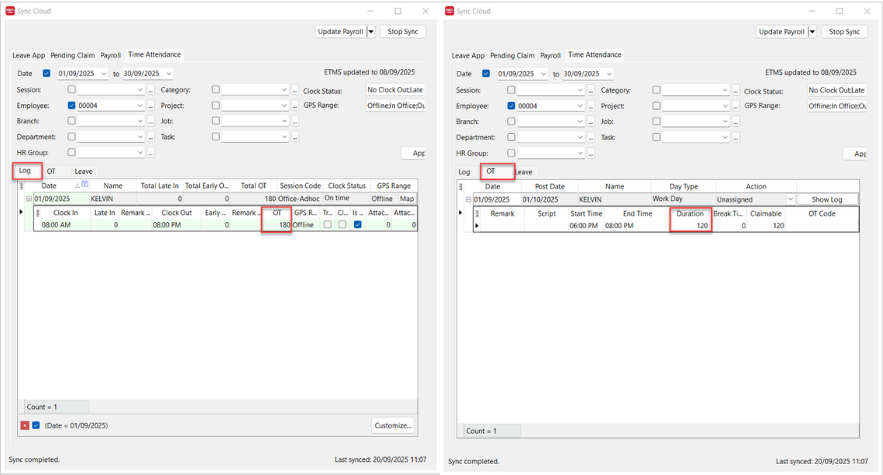 Sync Cloud
Update Payroll Stop Sync
Leave App Pending Claim Payroll Time Attendance
Date 01/09/2025 to 30/09/2025 ETMS updated to 08/09/2025
Session: ... Category: ... Clock Status: No Clock Out;Late
Employee: 00004 ... Project: ... GPS Range: Offline;In Office;Ou
Branch: ... Job: ...
Department: ... Task: ...
HR Group: ... App
Log OT Leave
Date Name Total Late In Total Early O... Total OT Session Code Clock Status GPS Range
01/09/2025 KELVIN 0 0 180 Office-Adhoc On time Offline Map
Clock In Late In Remark ... Clock Out Early ... Remark ... OT GPS R... Tr... Cl... Is ... Attac... Attac...
08:00 AM 0 08:00 PM 0 180 Offline 0 0
Count = 1
x (Date = 01/09/2025) Customize...
Sync completed. Last synced: 20/09/2025 11:07
Sync Cloud
Update Payroll Stop Sync
Leave App Pending Claim Payroll Time Attendance
Date 01/09/2025 to 30/09/2025 ETMS updated to 08/09/2025
Session: ... Category: ... Clock Status: No Clock Out;Late
Employee: 00004 ... Project: ... GPS Range: Offline;In Office;Ou
Branch: ... Job: ...
Department: ... Task: ...
HR Group: ... App
Log OT Leave
Date Post Date Name Day Type Action
01/09/2025 01/10/2025 KELVIN Work Day Unassigned Show Log
Remark Script Start Time End Time Duration Break Ti... Claimable OT Code
06:00 PM 08:00 PM 120 0 120
Count = 1
Sync completed. Last synced: 20/09/2025 11:07